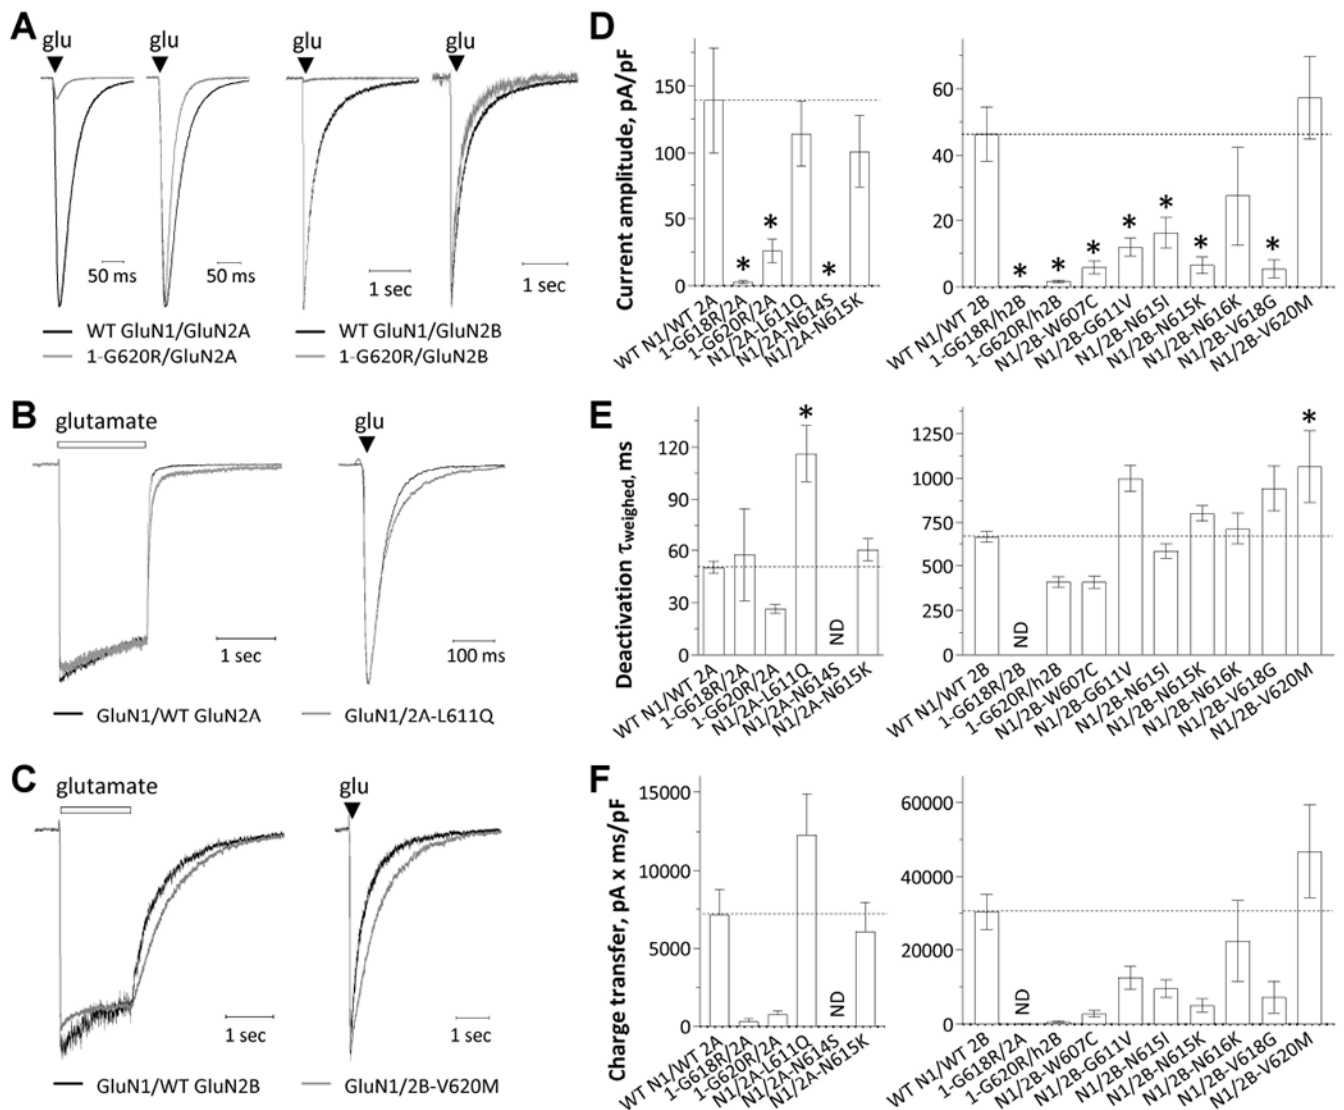 A
glu
glu
glu
glu
50 ms
50 ms
1 sec
1 sec
WT GluN1/GluN2A
1-G620R/GluN2A
WT GluN1/GluN2B
1-G620R/GluN2B
B
glutamate
glu
1 sec
100 ms
GluN1/WT GluN2A
GluN1/2A-L611Q
C
glutamate
glu
1 sec
1 sec
GluN1/WT GluN2B
GluN1/2B-V620M
D
Current amplitude, pA/pF
150
100
50
0
* * *
WT N1/WT 2A
1-G618R/2A
1-G620R/2A
N1/2A-L611Q
N1/2A-N614S
N1/2A-N615K
60
40
20
0
* * * * * * *
WT N1/WT 2B
1-G618R/h2B
1-G620R/h2B
N1/2B-W607C
N1/2B-G611V
N1/2B-N615I
N1/2B-N615K
N1/2B-N616K
N1/2B-V618G
N1/2B-V620M
E
Deactivation τweighed, ms
120
90
60
30
0
*
ND
WT N1/WT 2A
1-G618R/2A
1-G620R/2A
N1/2A-L611Q
N1/2A-N614S
N1/2A-N615K
1250
1000
750
500
250
0
*
ND
WT N1/WT 2B
1-G618R/2B
1-G620R/h2B
N1/2B-W607C
N1/2B-G611V
N1/2B-N615I
N1/2B-N615K
N1/2B-N616K
N1/2B-V618G
N1/2B-V620M
F
Charge transfer, pA x ms/pF
15000
10000
5000
0
ND
WT N1/WT 2A
1-G618R/2A
1-G620R/2A
N1/2A-L611Q
N1/2A-N614S
N1/2A-N615K
60000
40000
20000
0
ND
WT N1/WT 2B
1-G618R/2A
1-G620R/h2B
N1/2B-W607C
N1/2B-G611V
N1/2B-N615I
N1/2B-N615K
N1/2B-N616K
N1/2B-V618G
N1/2B-V620M